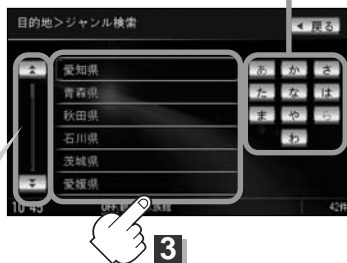 目的地>ジャンル検索
戻る
愛知県
青森県
秋田県
石川県
茨城県
愛媛県
あ か さ
た な は
ま や ら
わ
10:45
42件
3